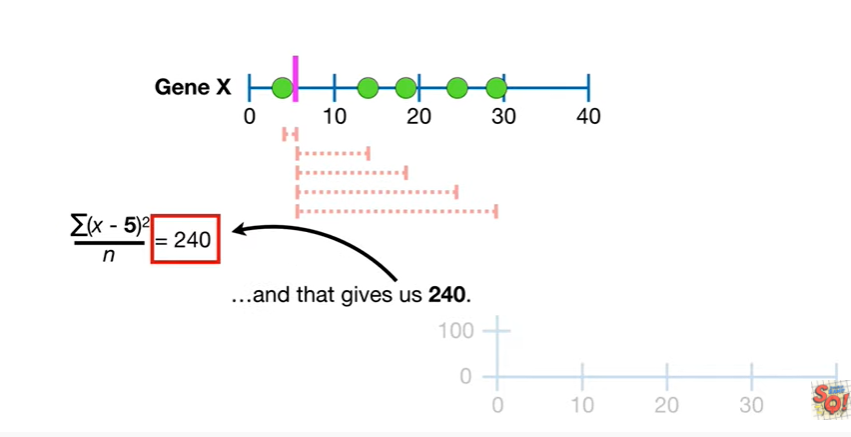 Gene X
0 10 20 30 40
∑(x - 5)²
n
= 240
...and that gives us 240.
100
0
0 10 20 30
SQ!